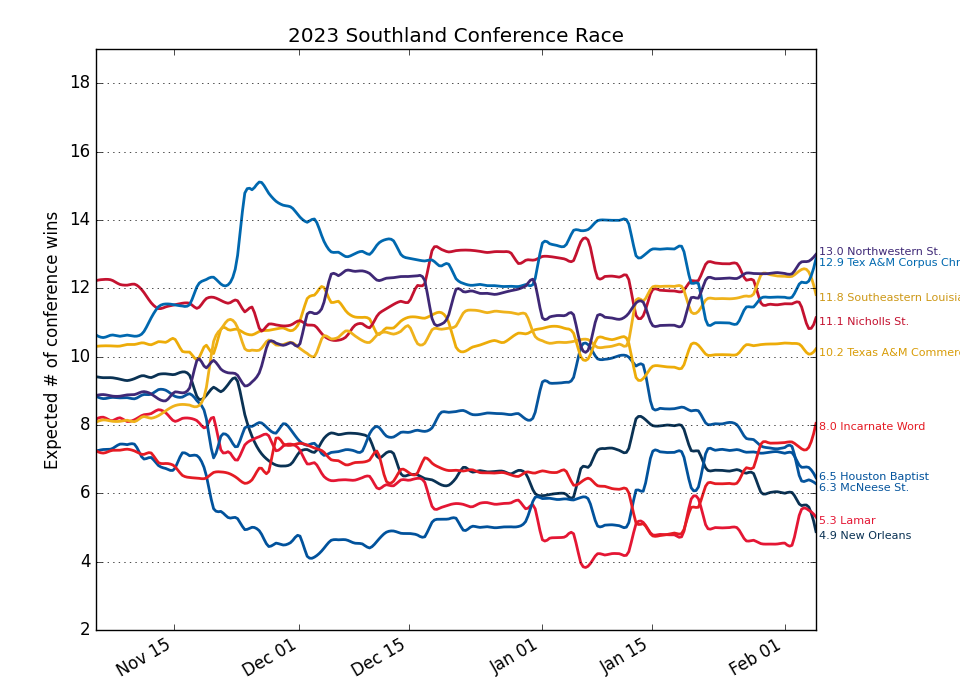 2023 Southland Conference Race
Expected # of conference wins
18
16
14
12
10
8
6
4
2
Nov 15
Dec 01
Dec 15
Jan 01
Jan 15
Feb 01
13.0 Northwestern St.
12.9 Tex A&M Corpus Chr
11.8 Southeastern Louisia
11.1 Nicholls St.
10.2 Texas A&M Commerc
8.0 Incarnate Word
6.5 Houston Baptist
6.3 McNeese St.
5.3 Lamar
4.9 New Orleans